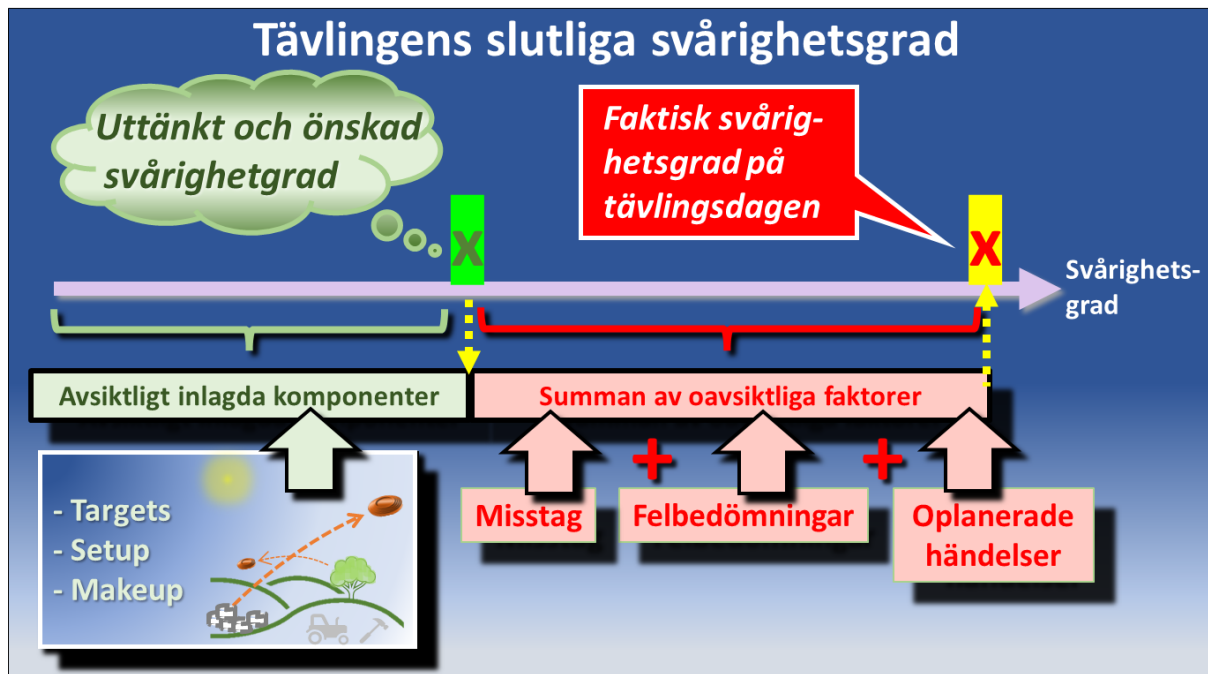 Tävlingens slutliga svårighetsgrad
Uttänkt och önskad
svårighetgrad
Faktisk svårig-
hetsgrad på
tävlingsdagen
X
X
Svårighets-
grad
Avsiktligt inlagda komponenter
Summan av oavsiktliga faktorer
- Targets
- Setup
- Makeup
Misstag
+
Felbedömningar
+
Oplanerade
händelser